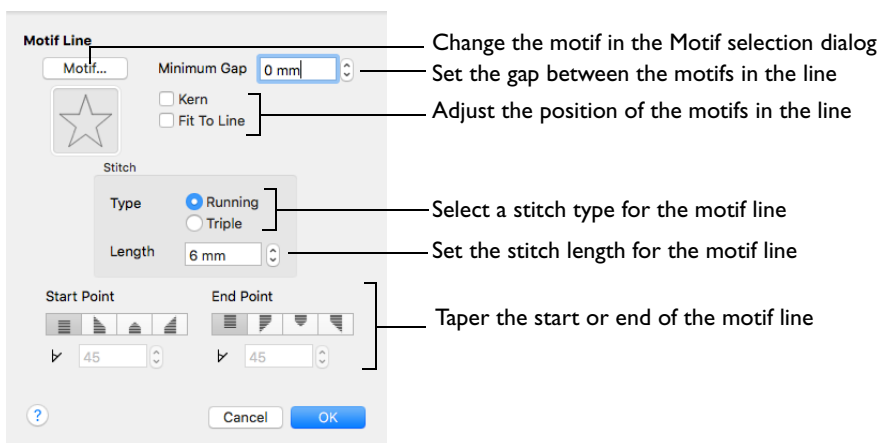 Motif Line
Motif...
Minimum Gap
0 mm
Kern
Fit To Line
Stitch
Type
Running
Triple
Length
6 mm
Start Point
End Point
45
45
?
Cancel
OK
Change the motif in the Motif selection dialog
Set the gap between the motifs in the line
Adjust the position of the motifs in the line
Select a stitch type for the motif line
Set the stitch length for the motif line
Taper the start or end of the motif line